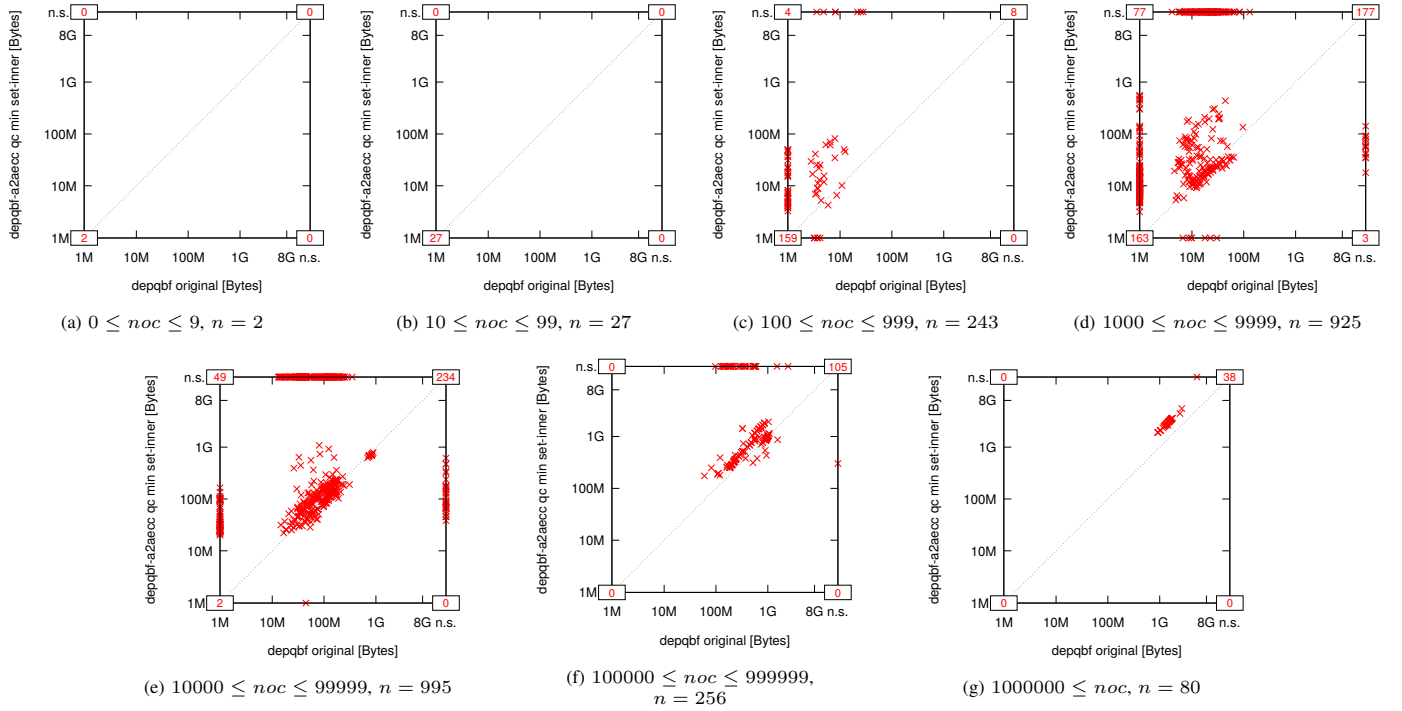 n.s.
8G
1G
100M
10M
1M
depqbf-a2aecc qc min set-inner [Bytes]
0
0
2
0
1M 10M 100M 1G 8G n.s.
depqbf original [Bytes]
(a) 0 ≤ noc ≤ 9, n = 2
n.s.
8G
1G
100M
10M
1M
depqbf-a2aecc qc min set-inner [Bytes]
0
0
27
0
1M 10M 100M 1G 8G n.s.
depqbf original [Bytes]
(b) 10 ≤ noc ≤ 99, n = 27
n.s.
8G
1G
100M
10M
1M
depqbf-a2aecc qc min set-inner [Bytes]
4
8
159
0
1M 10M 100M 1G 8G n.s.
depqbf original [Bytes]
(c) 100 ≤ noc ≤ 999, n = 243
n.s.
8G
1G
100M
10M
1M
depqbf-a2aecc qc min set-inner [Bytes]
77
177
163
3
1M 10M 100M 1G 8G n.s.
depqbf original [Bytes]
(d) 1000 ≤ noc ≤ 9999, n = 925
n.s.
8G
1G
100M
10M
1M
depqbf-a2aecc qc min set-inner [Bytes]
49
234
2
0
1M 10M 100M 1G 8G n.s.
depqbf original [Bytes]
(e) 10000 ≤ noc ≤ 99999, n = 995
n.s.
8G
1G
100M
10M
1M
depqbf-a2aecc qc min set-inner [Bytes]
0
105
0
0
1M 10M 100M 1G 8G n.s.
depqbf original [Bytes]
(f) 100000 ≤ noc ≤ 999999,
n = 256
n.s.
8G
1G
100M
10M
1M
depqbf-a2aecc qc min set-inner [Bytes]
0
38
0
0
1M 10M 100M 1G 8G n.s.
depqbf original [Bytes]
(g) 1000000 ≤ noc, n = 80